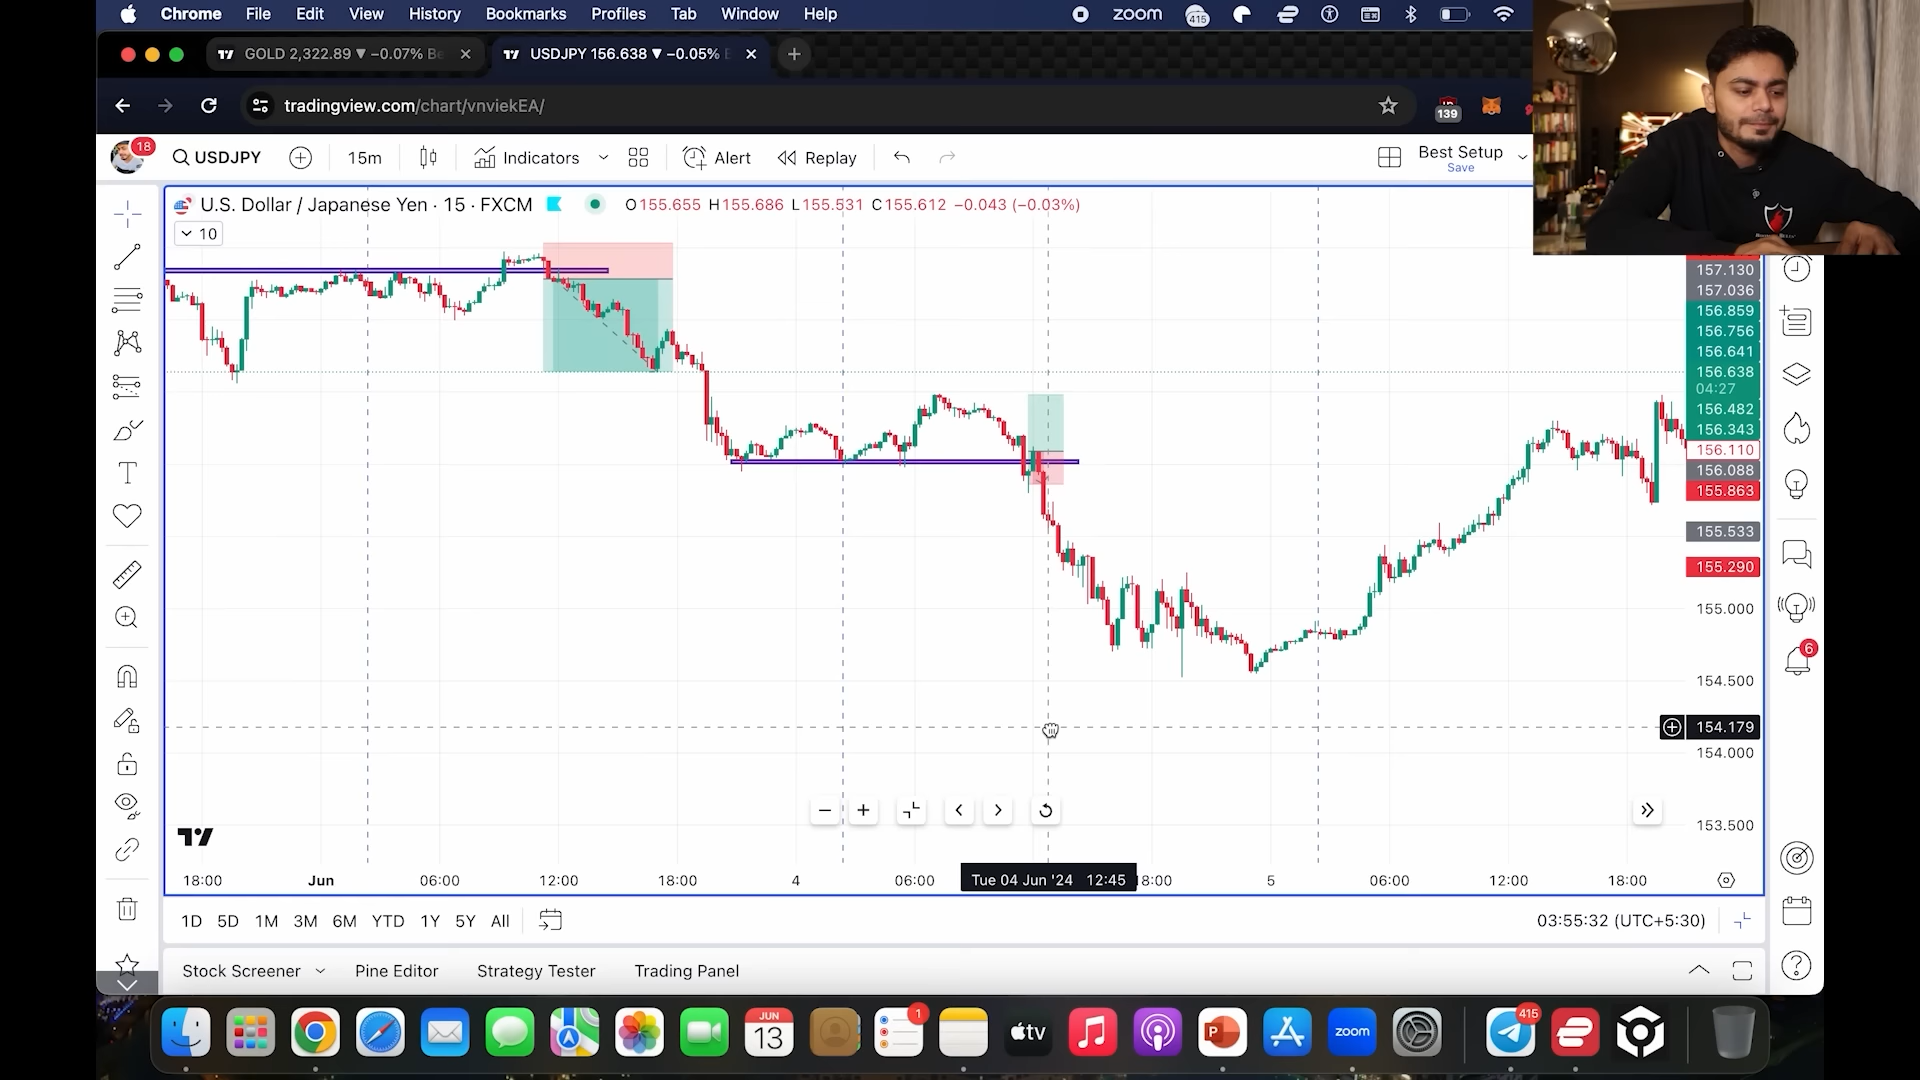 Chrome File Edit View History Bookmarks Profiles Tab Window Help
zoom 415
GOLD 2,322.89 ▼ −0.07% Be
USDJPY 156.638 ▼ −0.05%
tradingview.com/chart/vnviekEA/
139
18
USDJPY 15m Indicators Alert Replay Best Setup
Save
U.S. Dollar / Japanese Yen · 15 · FXCM O155.655 H155.686 L155.531 C155.612 −0.043 (−0.03%)
10
157.130
157.036
156.859
156.756
156.641
156.638
04:27
156.482
156.343
156.110
156.088
155.863
155.533
155.290
155.000
6
154.500
154.179
154.000
153.500
18:00 Jun 06:00 12:00 18:00 4 06:00 Tue 04 Jun '24 12:45 8:00 5 06:00 12:00 18:00
1D 5D 1M 3M 6M YTD 1Y 5Y All 03:55:32 (UTC+5:30)
Stock Screener Pine Editor Strategy Tester Trading Panel
JUN
13
1
tv
P
zoom
415